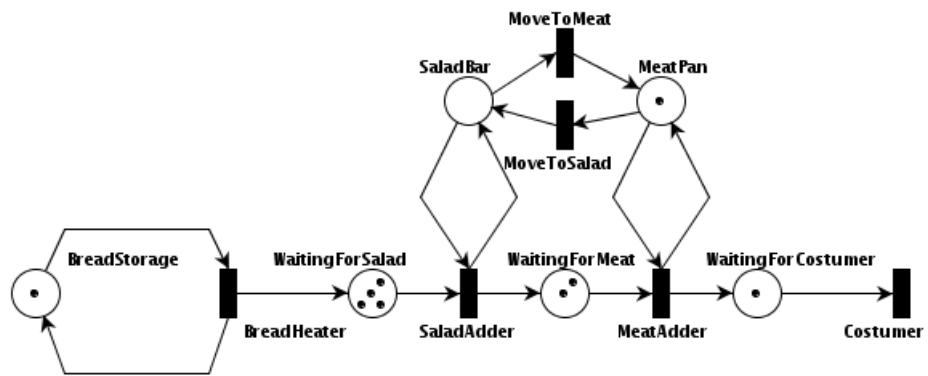 MoveToMeat
SaladBar
MeatPan
MoveToSalad
BreadStorage
WaitingForSalad
WaitingForMeat
WaitingForCostumer
BreadHeater
SaladAdder
MeatAdder
Costumer